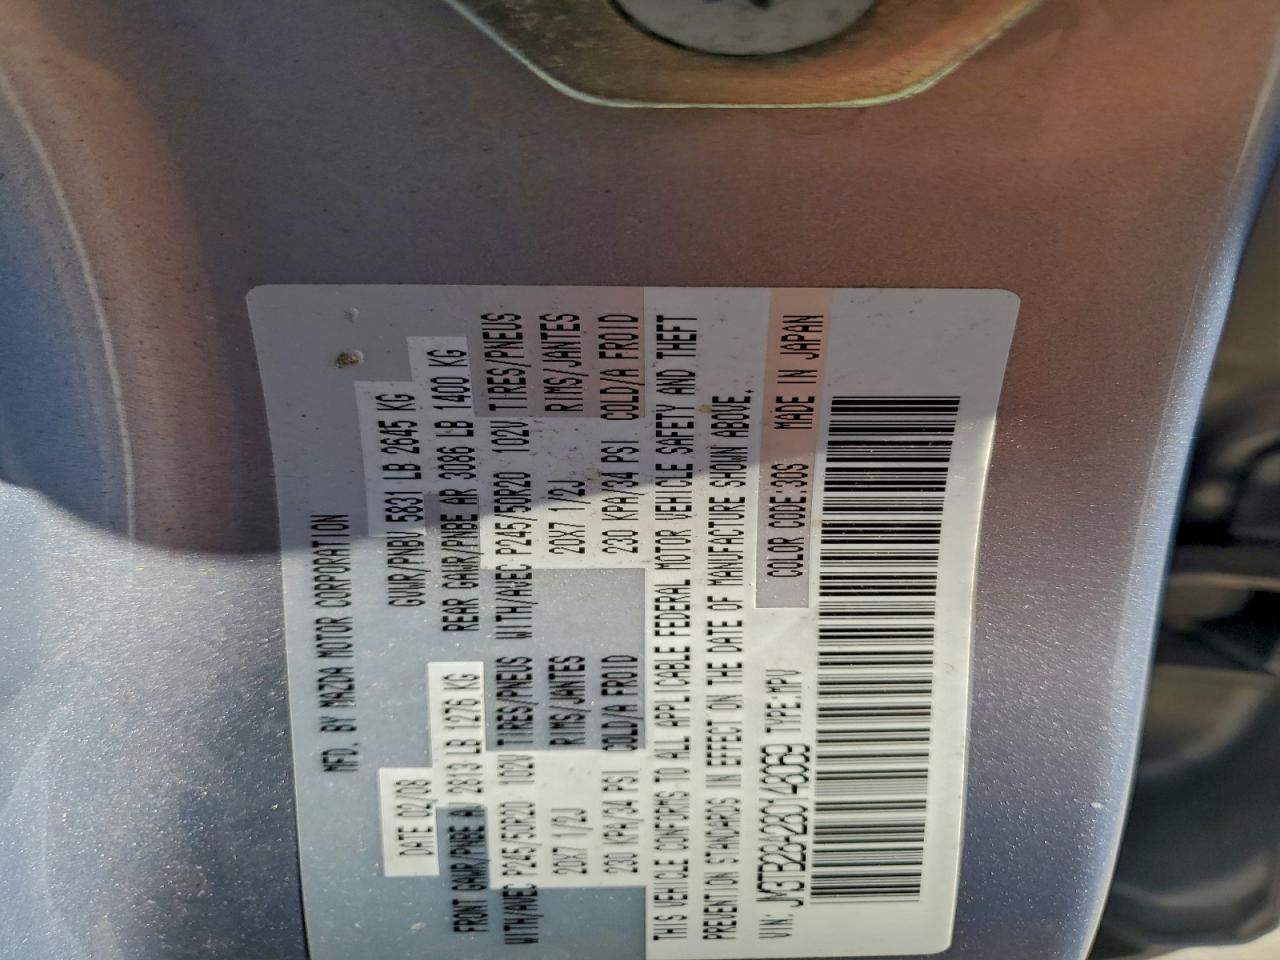 MFD. BY MAZDA MOTOR CORPORATION
DATE 02/08 GVWR/PNBV 5831 LB 2645 KG
FRONT GAWR/PNBE AV 2813 LB 1276 KG REAR GAWR/PNBE AR 3086 LB 1400 KG
WITH/AVEC P245/50R20 102V TIRES/PNEUS WITH/AVEC P245/50R20 102V TIRES/PNEUS
20X7 1/2J RIMS/JANTES 20X7 1/2J RIMS/JANTES
230 KPA/34 PSI COLD/A FROID 230 KPA/34 PSI COLD/A FROID
THIS VEHICLE CONFORMS TO ALL APPLICABLE FEDERAL MOTOR VEHICLE SAFETY AND THEFT
PREVENTION STANDARDS IN EFFECT ON THE DATE OF MANUFACTURE SHOWN ABOVE.
COLOR CODE:30S MADE IN JAPAN
VIN: JM3TB28A280148069 TYPE:MPV